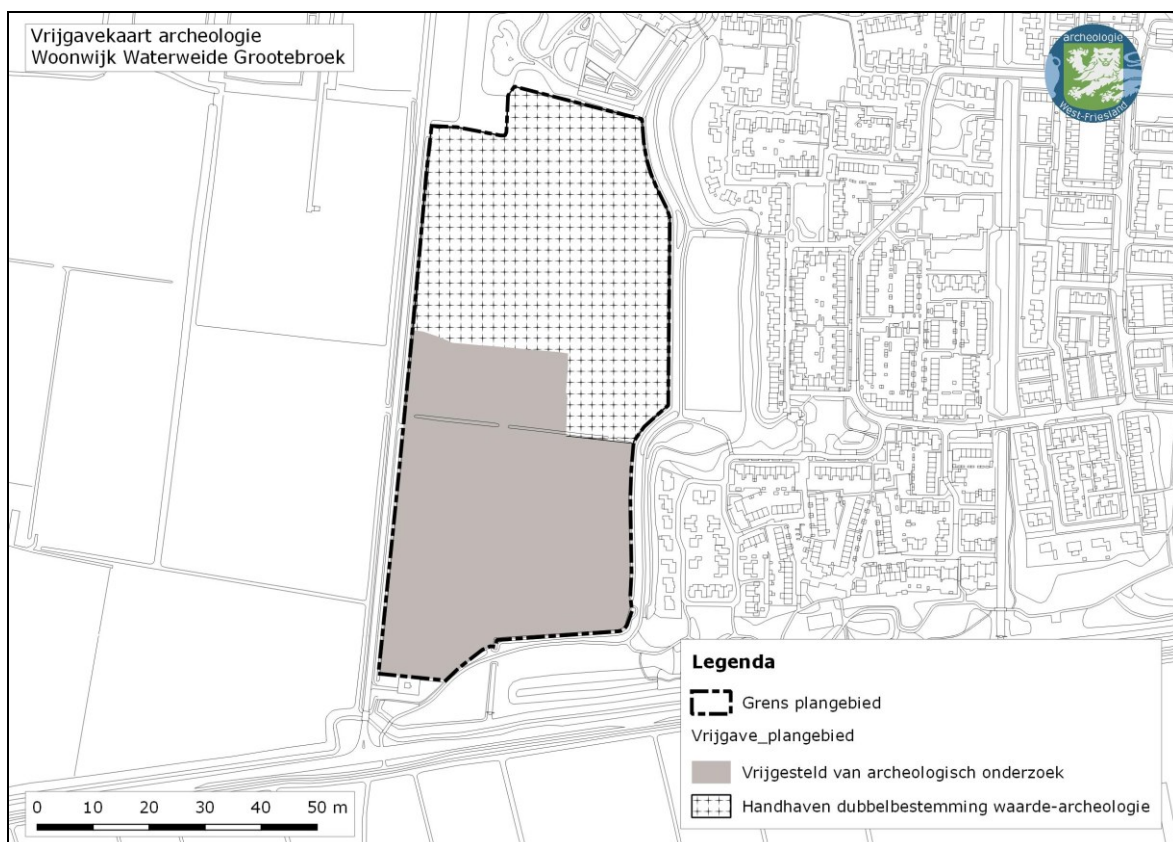 Vrijgavekaart archeologie
Woonwijk Waterweide Grootebroek
archeologie
West-Friesland
Legenda
Grens plangebied
Vrijgave_plangebied
Vrijgesteld van archeologisch onderzoek
Handhaven dubbelbestemming waarde-archeologie
0 10 20 30 40 50 m